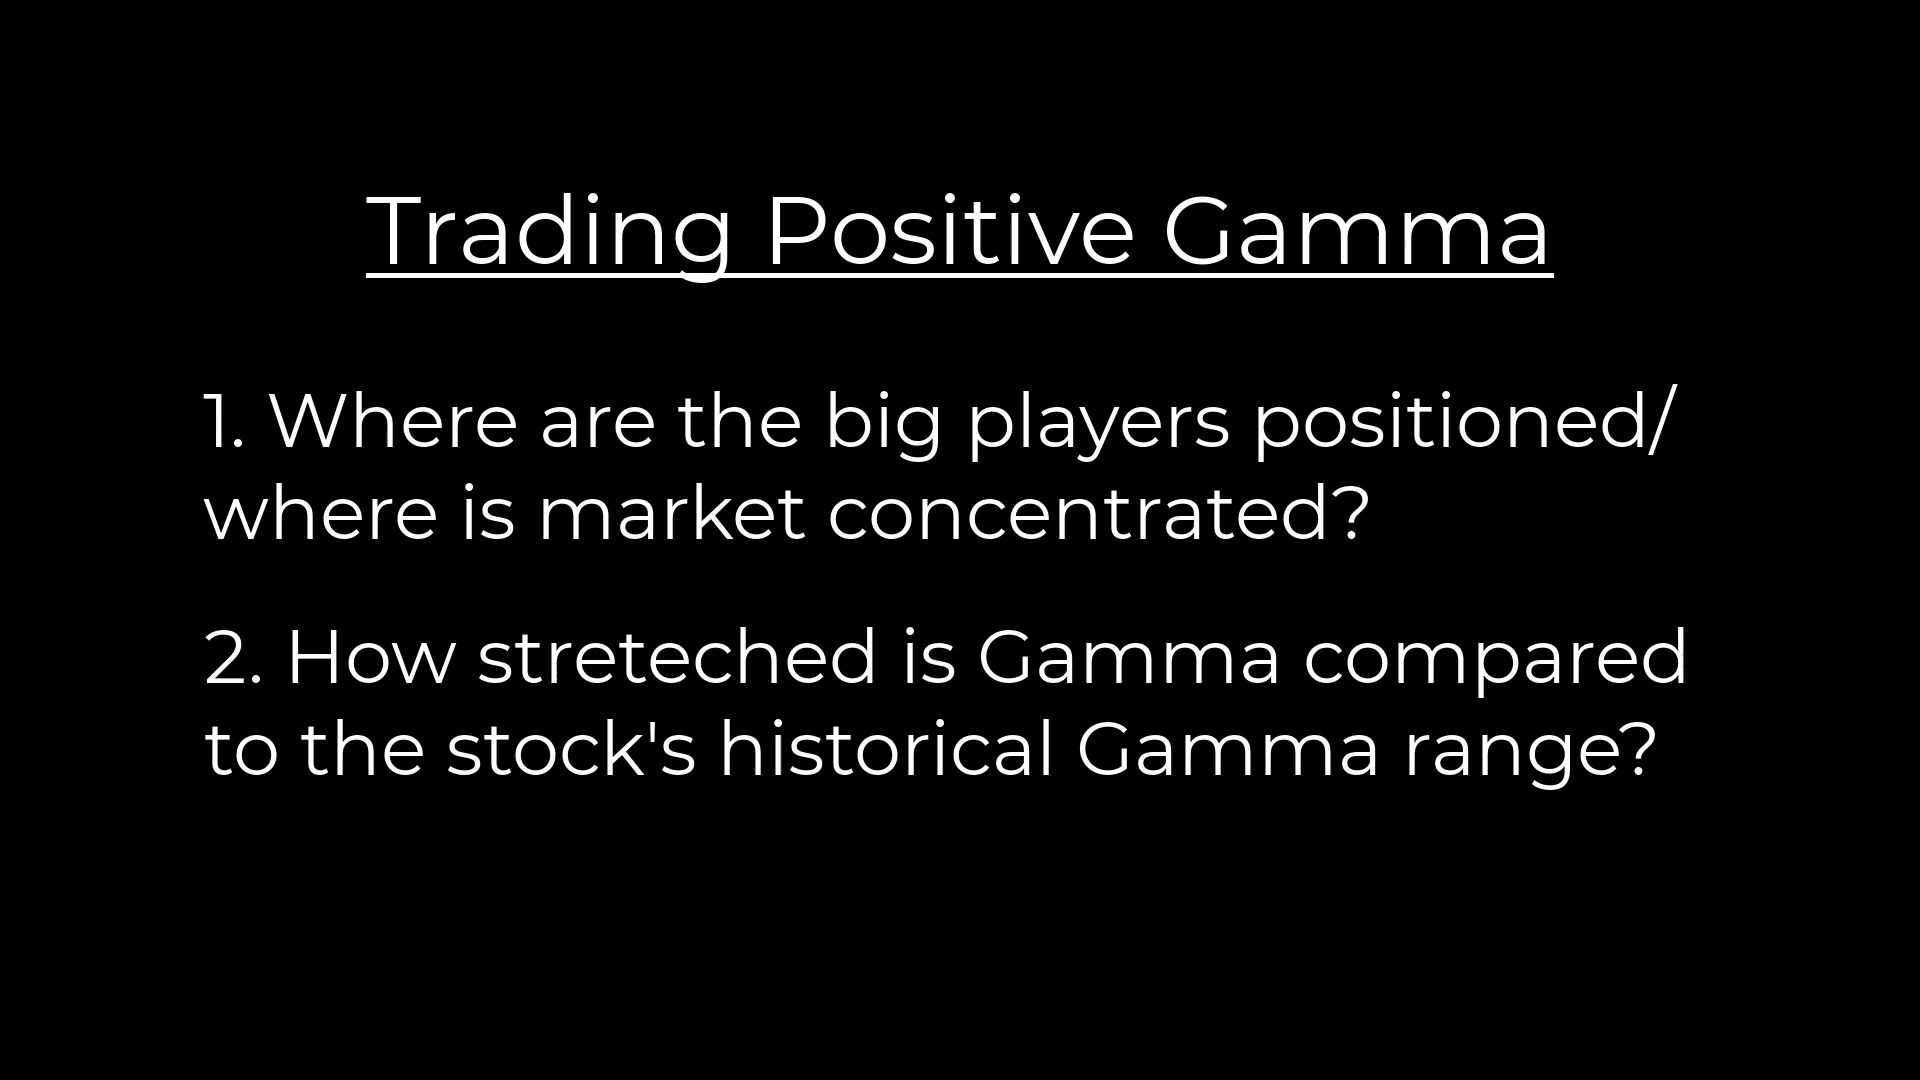 Trading Positive Gamma
1. Where are the big players positioned/
where is market concentrated?
2. How streteched is Gamma compared
to the stock's historical Gamma range?